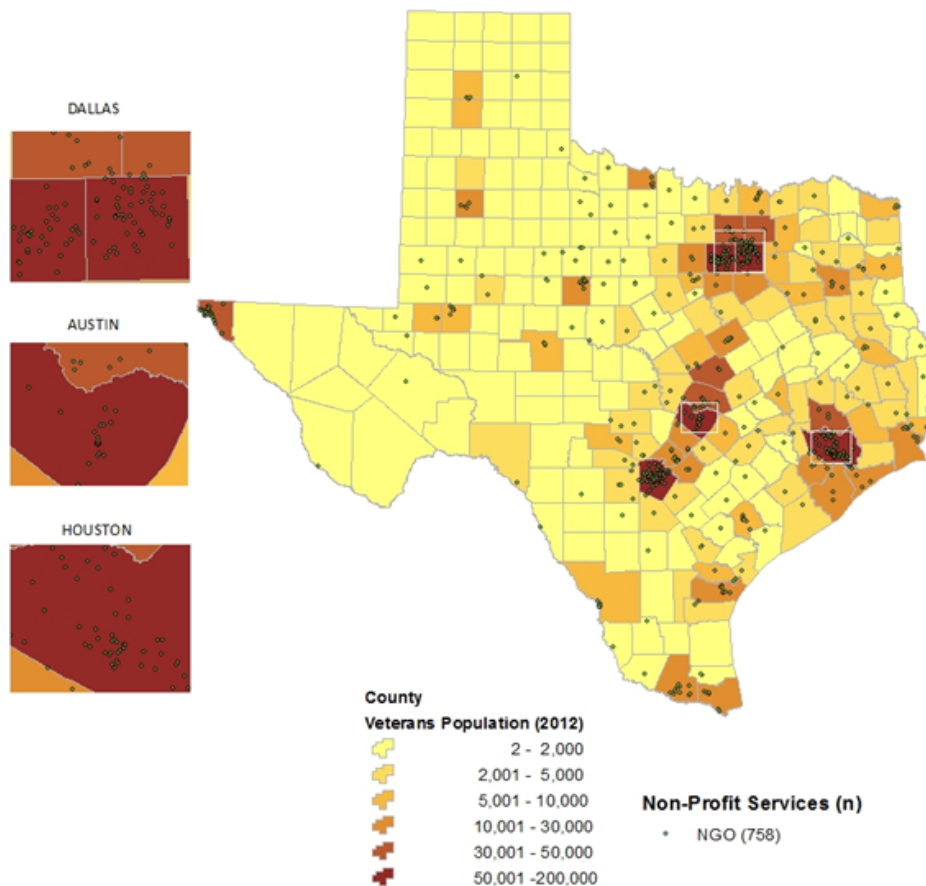 DALLAS
AUSTIN
HOUSTON
County
Veterans Population (2012)
2 - 2,000
2,001 - 5,000
5,001 - 10,000
10,001 - 30,000
30,001 - 50,000
50,001 -200,000
Non-Profit Services (n)
NGO (758)